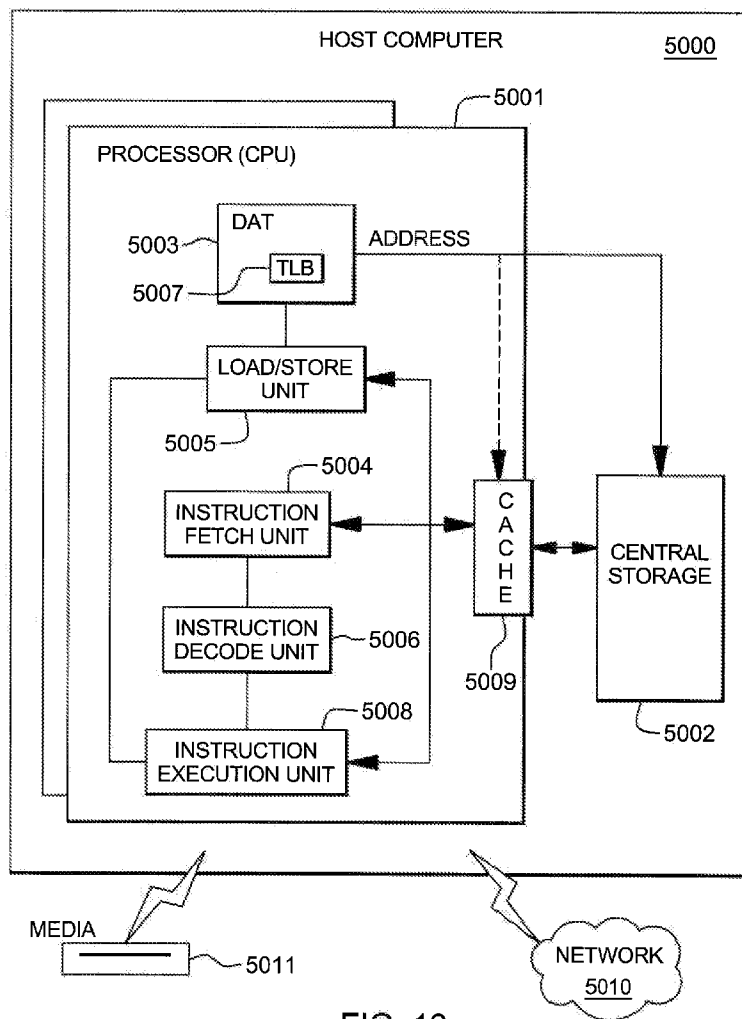 HOST COMPUTER
5000
5001
PROCESSOR (CPU)
DAT
5003
ADDRESS
TLB
5007
LOAD/STORE
UNIT
5005
5004
INSTRUCTION
FETCH UNIT
CACHE
CENTRAL
STORAGE
INSTRUCTION
DECODE UNIT
5006
5009
5008
5002
INSTRUCTION
EXECUTION UNIT
MEDIA
5011
NETWORK
5010